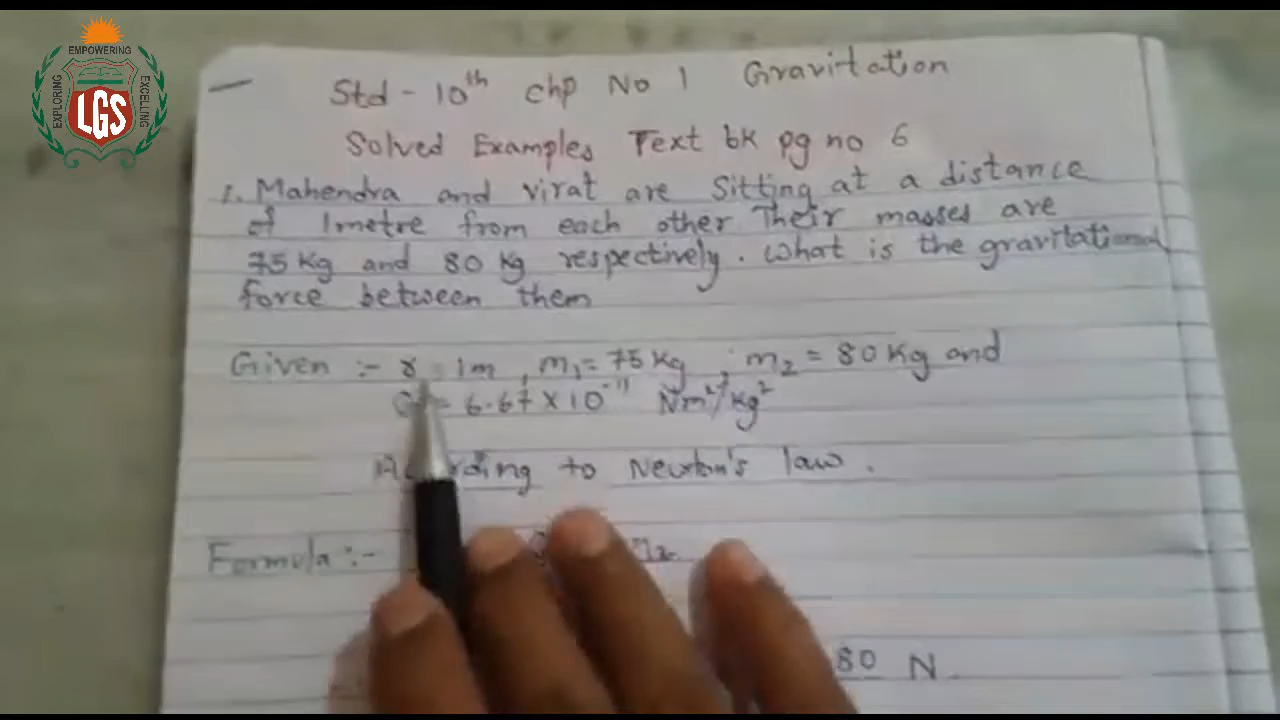 EXPLORING EMPOWERING EXCELLING
LGS
Std - 10th Chp No 1 Gravitation
Solved Examples Text bk pg no 6
1. Mahendra and Virat are Sitting at a distance
of 1metre from each other Their masses are
75 Kg and 80 Kg respectively. What is the gravitational
force between them
Given :- r = 1m , m₁ = 75 Kg , m₂ = 80 Kg and
= 6.67 × 10⁻¹¹ Nm²/Kg²
to Newton's law.
Formula :-
80 N